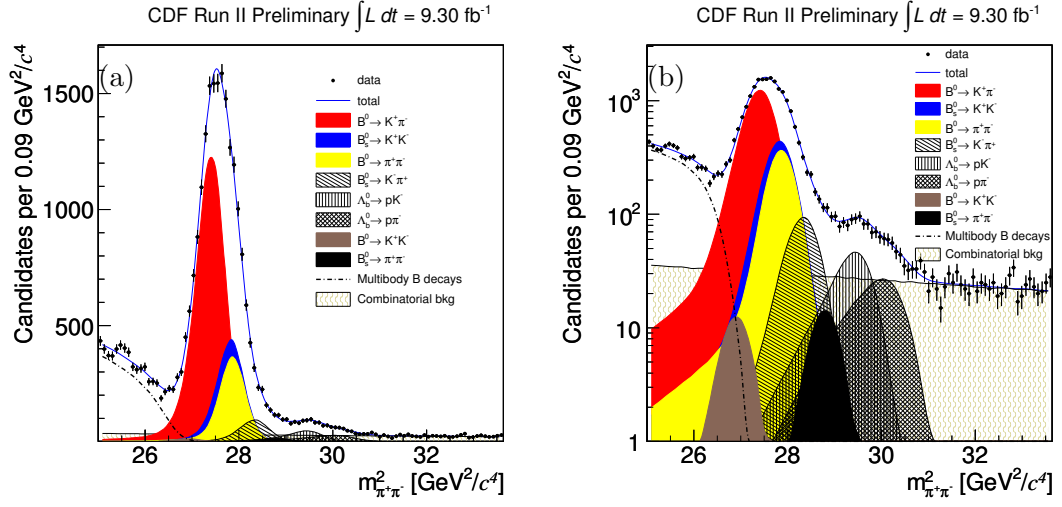 CDF Run II Preliminary ∫L dt = 9.30 fb⁻¹
Candidates per 0.09 GeV²/c⁴
(a)
1500
1000
500
26 28 30 32
m²π⁺π⁻ [GeV²/c⁴]
data
total
B⁰→ K⁺π⁻
B⁰ₛ→ K⁺K⁻
B⁰→ π⁺π⁻
B⁰ₛ→ K⁻π⁺
Λ⁰b→ pK⁻
Λ⁰b→ pπ⁻
B⁰→ K⁺K⁻
B⁰ₛ→ π⁺π⁻
Multibody B decays
Combinatorial bkg
CDF Run II Preliminary ∫L dt = 9.30 fb⁻¹
Candidates per 0.09 GeV²/c⁴
(b)
10³
10²
10
1
26 28 30 32
m²π⁺π⁻ [GeV²/c⁴]
data
total
B⁰→ K⁺π⁻
B⁰ₛ→ K⁺K⁻
B⁰→ π⁺π⁻
B⁰ₛ→ K⁻π⁺
Λ⁰b→ pK⁻
Λ⁰b→ pπ⁻
B⁰→ K⁺K⁻
B⁰ₛ→ π⁺π⁻
Multibody B decays
Combinatorial bkg